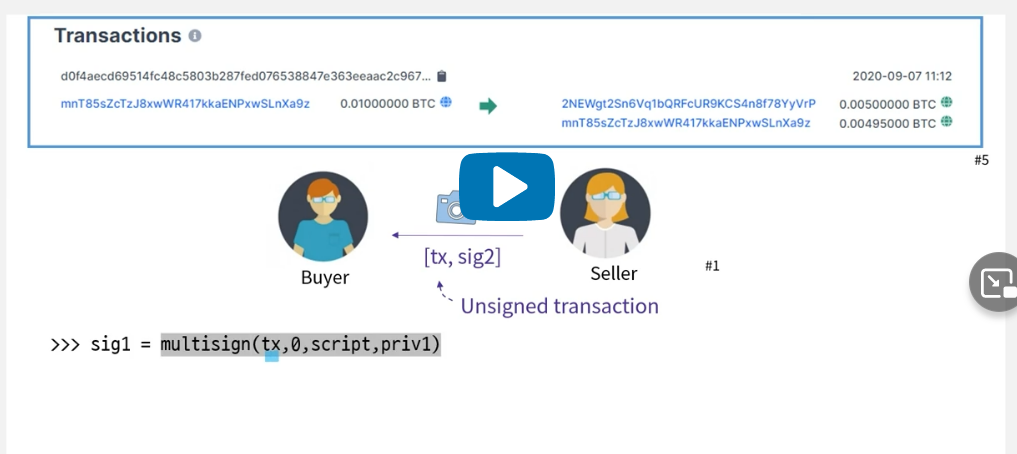 Transactions
d0f4aecd69514fc48c5803b287fed076538847e363eeaac2c967... 2020-09-07 11:12
mnT85sZcTzJ8xwWR417kkaENPxwSLnXa9z 0.01000000 BTC 2NEWgt2Sn6Vq1bQRFcUR9KCS4n8f78YyVrP 0.00500000 BTC
mnT85sZcTzJ8xwWR417kkaENPxwSLnXa9z 0.00495000 BTC
#5
[tx, sig2]
Buyer
Seller
#1
Unsigned transaction
>>> sig1 = multisign(tx,0,script,priv1)